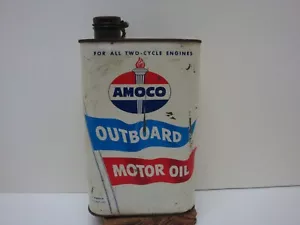 FOR ALL TWO-CYCLE ENGINES
AMOCO
OUTBOARD
MOTOR OIL